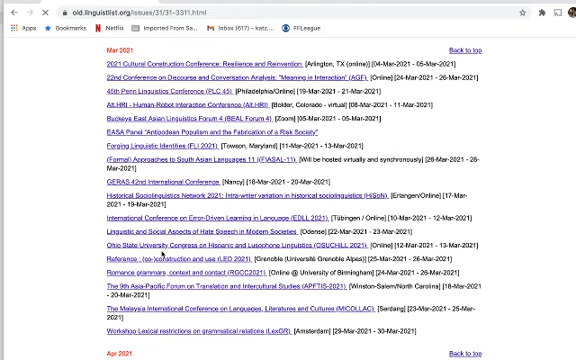 old.linguistlist.org/issues/31/31-3311.html
Apps Bookmarks Netflix Imported From Sa... Inbox (617) - katz... FFLeague
Mar 2021 Back to top
2021 Cultural Construction Conference: Resilience and Reinvention [Arlington, TX (online)] [04-Mar-2021 - 05-Mar-2021]
22nd Conference on Discourse and Conversation Analysis: "Meaning in Interaction" (AGF) [Online] [24-Mar-2021 - 26-Mar-2021]
45th Penn Linguistics Conference (PLC 45) [Philadelphia/Online] [19-Mar-2021 - 21-Mar-2021]
Alt.HRI - Human-Robot Interaction Conference (Alt.HRI) [Bolder, Colorado - virtual] [08-Mar-2021 - 11-Mar-2021]
Buckeye East Asian Linguistics Forum 4 (BEAL Forum 4) [Zoom] [05-Mar-2021 - 05-Mar-2021]
EASA Panel "Antipodean Populism and the Fabrication of a Risk Society"
Forging Linguistic Identities (FLI 2021) [Towson, Maryland] [11-Mar-2021 - 13-Mar-2021]
(Formal) Approaches to South Asian Languages 11 ((F)ASAL-11) [Will be hosted virtually and synchronously] [26-Mar-2021 - 28-
Mar-2021]
GERAS 42nd International Conference [Nancy] [18-Mar-2021 - 20-Mar-2021]
Historical Sociolinguistics Network 2021: Intra-writer variation in historical sociolinguistics (HiSoN) [Erlangen/Online] [17-Mar-
2021 - 19-Mar-2021]
International Conference on Error-Driven Learning in Language (EDLL 2021) [Tübingen / Online] [10-Mar-2021 - 12-Mar-2021]
Linguistic and Social Aspects of Hate Speech in Modern Societies [Odense] [22-Mar-2021 - 23-Mar-2021]
Ohio State University Congress on Hispanic and Lusophone Linguistics (OSUCHiLL 2021) [Online] [12-Mar-2021 - 13-Mar-2021]
Reference : (co-)construction and use (LED 2021) [Grenoble (Université Grenoble Alpes)] [25-Mar-2021 - 26-Mar-2021]
Romance grammars, context and contact (RGCC2021) [Online @ University of Birmingham] [24-Mar-2021 - 26-Mar-2021]
The 9th Asia-Pacific Forum on Translation and Intercultural Studies (APFTIS-2021) [Winston-Salem/North Carolina] [18-Mar-2021
- 20-Mar-2021]
The Malaysia International Conference on Languages, Literatures and Cultures (MICOLLAC) [Serdang] [23-Mar-2021 - 25-Mar-
2021]
Workshop Lexical restrictions on grammatical relations (LexGR) [Amsterdam] [29-Mar-2021 - 30-Mar-2021]
Apr 2021 Back to top